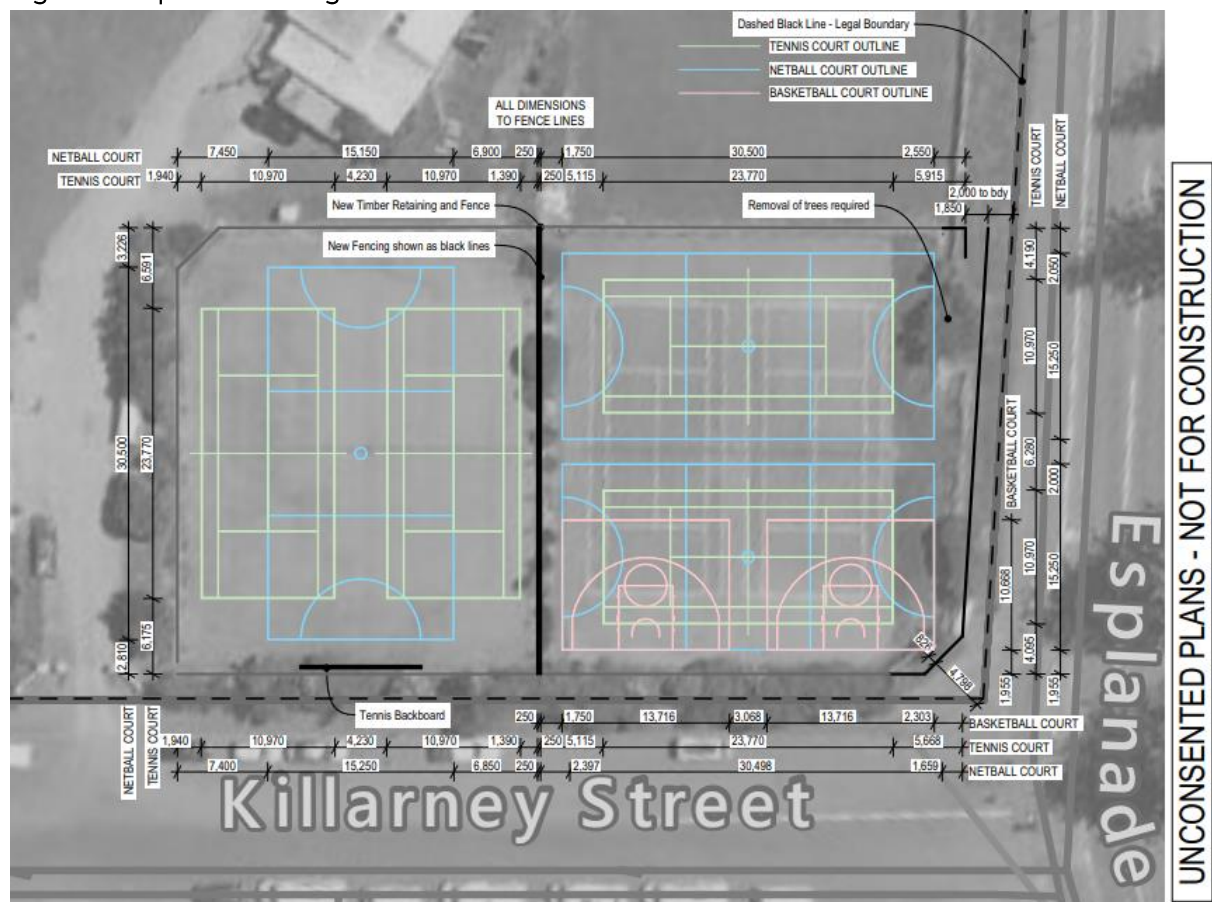 Dashed Black Line - Legal Boundary
TENNIS COURT OUTLINE
NETBALL COURT OUTLINE
BASKETBALL COURT OUTLINE
ALL DIMENSIONS
TO FENCE LINES
NETBALL COURT
7,450
15,150
6,900
250
1,750
30,500
2,550
TENNIS COURT
1,940
10,970
4,230
10,970
1,390
250
5,115
23,770
5,915
2,000 to bdy
1,850
TENNIS COURT
NETBALL COURT
New Timber Retaining and Fence
Removal of trees required
New Fencing shown as black lines
3,226
6,591
30,500
23,770
2,810
6,175
NETBALL COURT
TENNIS COURT
4,190
2,050
10,970
15,250
BASKETBALL COURT
6,280
2,000
10,668
10,970
15,250
4,095
1,955
1,955
826
4,798
Tennis Backboard
250
1,750
13,716
3,068
13,716
2,303
BASKETBALL COURT
1,940
10,970
4,230
10,970
1,390
250
5,115
23,770
5,668
TENNIS COURT
7,400
15,250
6,850
250
2,397
30,498
1,659
NETBALL COURT
Killarney Street
Esplanade
UNCONSENTED PLANS - NOT FOR CONSTRUCTION